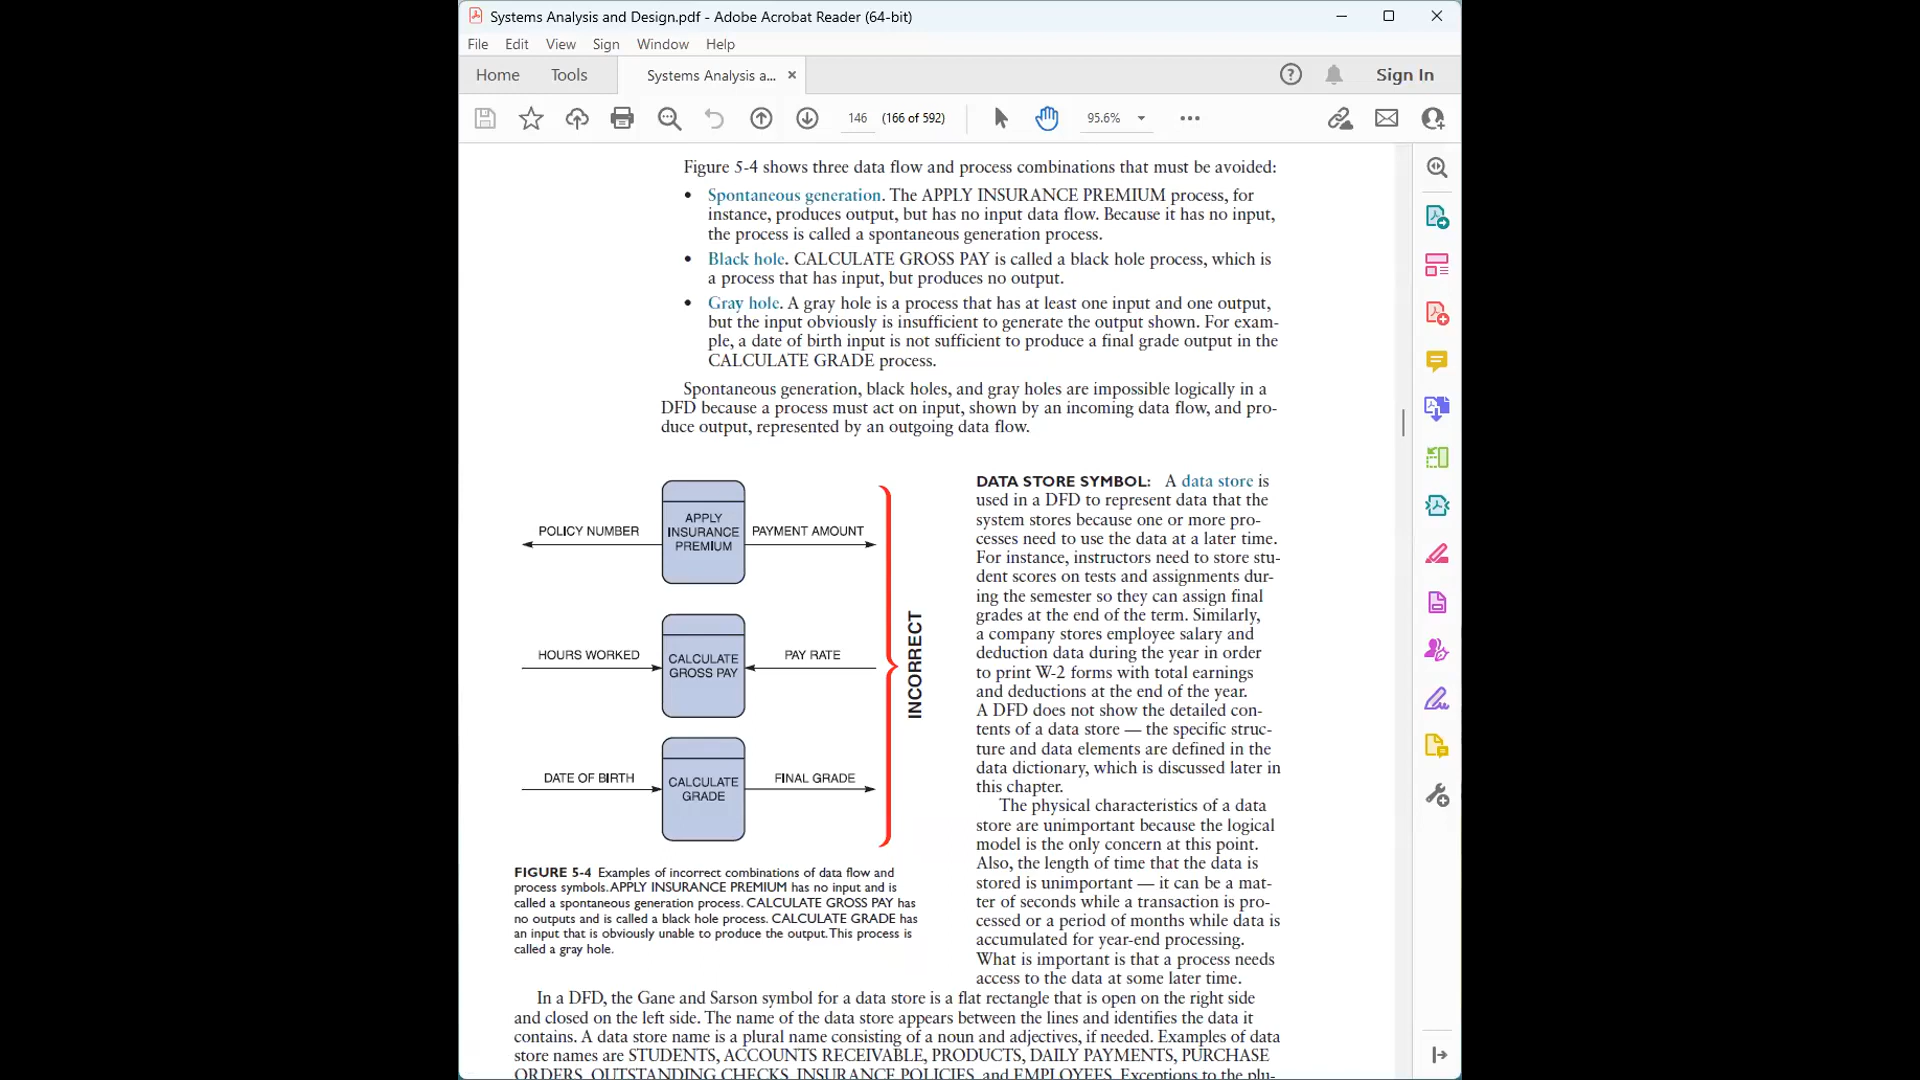 Systems Analysis and Design.pdf - Adobe Acrobat Reader (64-bit)
File Edit View Sign Window Help
Home Tools Systems Analysis a... × Sign In
146 (166 of 592) 95.6%
Figure 5-4 shows three data flow and process combinations that must be avoided:
• Spontaneous generation. The APPLY INSURANCE PREMIUM process, for
instance, produces output, but has no input data flow. Because it has no input,
the process is called a spontaneous generation process.
• Black hole. CALCULATE GROSS PAY is called a black hole process, which is
a process that has input, but produces no output.
• Gray hole. A gray hole is a process that has at least one input and one output,
but the input obviously is insufficient to generate the output shown. For exam-
ple, a date of birth input is not sufficient to produce a final grade output in the
CALCULATE GRADE process.
Spontaneous generation, black holes, and gray holes are impossible logically in a
DFD because a process must act on input, shown by an incoming data flow, and pro-
duce output, represented by an outgoing data flow.
POLICY NUMBER
APPLY
INSURANCE
PREMIUM
PAYMENT AMOUNT
HOURS WORKED
CALCULATE
GROSS PAY
PAY RATE
DATE OF BIRTH
CALCULATE
GRADE
FINAL GRADE
INCORRECT
FIGURE 5-4 Examples of incorrect combinations of data flow and
process symbols. APPLY INSURANCE PREMIUM has no input and is
called a spontaneous generation process. CALCULATE GROSS PAY has
no outputs and is called a black hole process. CALCULATE GRADE has
an input that is obviously unable to produce the output. This process is
called a gray hole.
DATA STORE SYMBOL: A data store is
used in a DFD to represent data that the
system stores because one or more pro-
cesses need to use the data at a later time.
For instance, instructors need to store stu-
dent scores on tests and assignments dur-
ing the semester so they can assign final
grades at the end of the term. Similarly,
a company stores employee salary and
deduction data during the year in order
to print W-2 forms with total earnings
and deductions at the end of the year.
A DFD does not show the detailed con-
tents of a data store — the specific struc-
ture and data elements are defined in the
data dictionary, which is discussed later in
this chapter.
The physical characteristics of a data
store are unimportant because the logical
model is the only concern at this point.
Also, the length of time that the data is
stored is unimportant — it can be a mat-
ter of seconds while a transaction is pro-
cessed or a period of months while data is
accumulated for year-end processing.
What is important is that a process needs
access to the data at some later time.
In a DFD, the Gane and Sarson symbol for a data store is a flat rectangle that is open on the right side
and closed on the left side. The name of the data store appears between the lines and identifies the data it
contains. A data store name is a plural name consisting of a noun and adjectives, if needed. Examples of data
store names are STUDENTS, ACCOUNTS RECEIVABLE, PRODUCTS, DAILY PAYMENTS, PURCHASE
ORDERS, OUTSTANDING CHECKS, INSURANCE POLICIES, and EMPLOYEES. Exceptions to the plu-